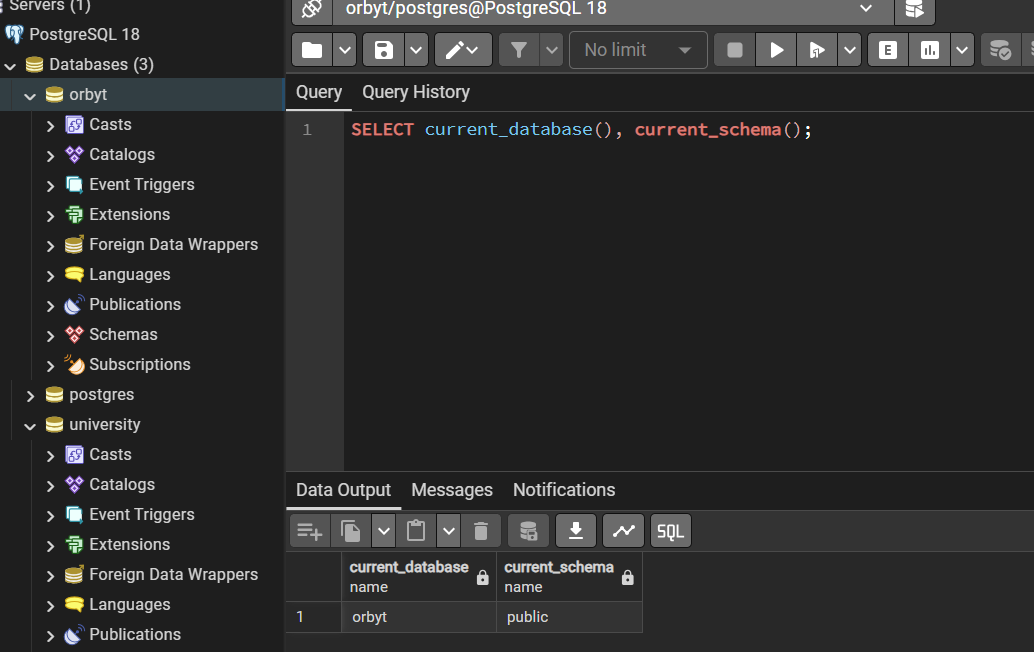 Servers (1)
PostgreSQL 18
Databases (3)
orbyt
Casts
Catalogs
Event Triggers
Extensions
Foreign Data Wrappers
Languages
Publications
Schemas
Subscriptions
postgres
university
Casts
Catalogs
Event Triggers
Extensions
Foreign Data Wrappers
Languages
Publications
orbyt/postgres@PostgreSQL 18
No limit
E
Query Query History
1 SELECT current_database(), current_schema();
Data Output Messages Notifications
SQL
current_database current_schema
name name
1 orbyt public